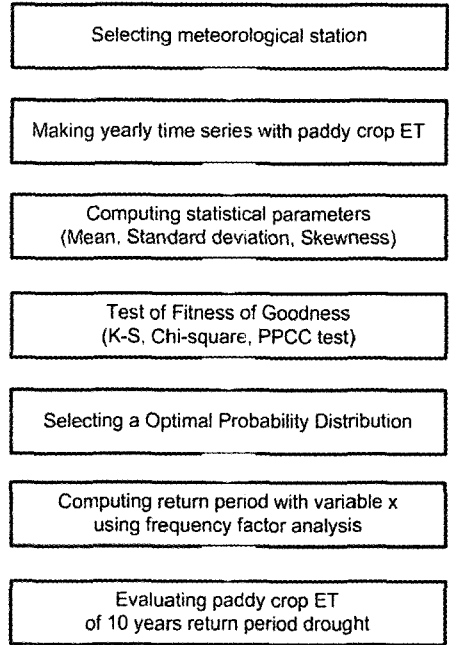 Selecting meteorological station
Making yearly time series with paddy crop ET
Computing statistical parameters
(Mean, Standard deviation, Skewness)
Test of Fitness of Goodness
(K-S, Chi-square, PPCC test)
Selecting a Optimal Probability Distribution
Computing return period with variable x
using frequency factor analysis
Evaluating paddy crop ET
of 10 years return period drought